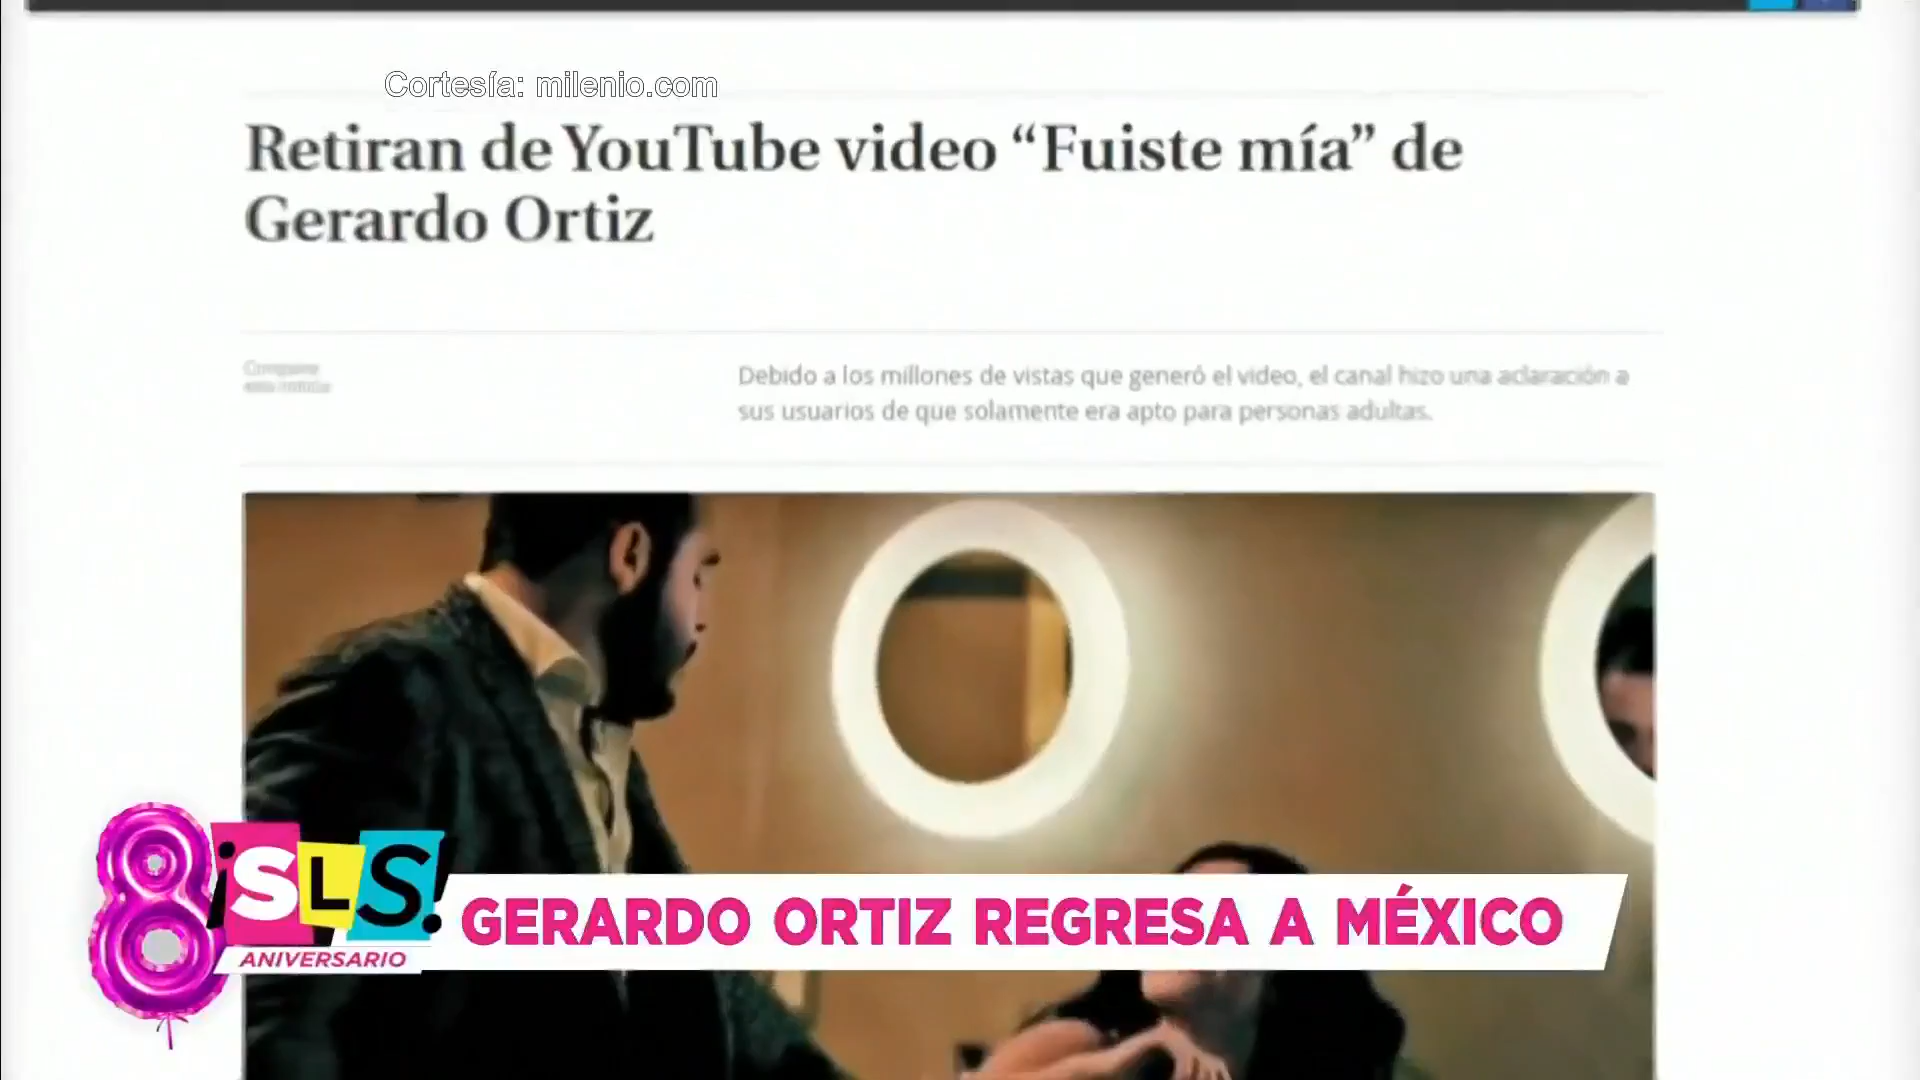 Cortesía: milenio.com
Retiran de YouTube video “Fuiste mía” de
Gerardo Ortiz
Debido a los millones de vistas que generó el video, el canal hizo una aclaración a
sus usuarios de que solamente era apto para personas adultas.
8 ¡SLS!
ANIVERSARIO
GERARDO ORTIZ REGRESA A MÉXICO